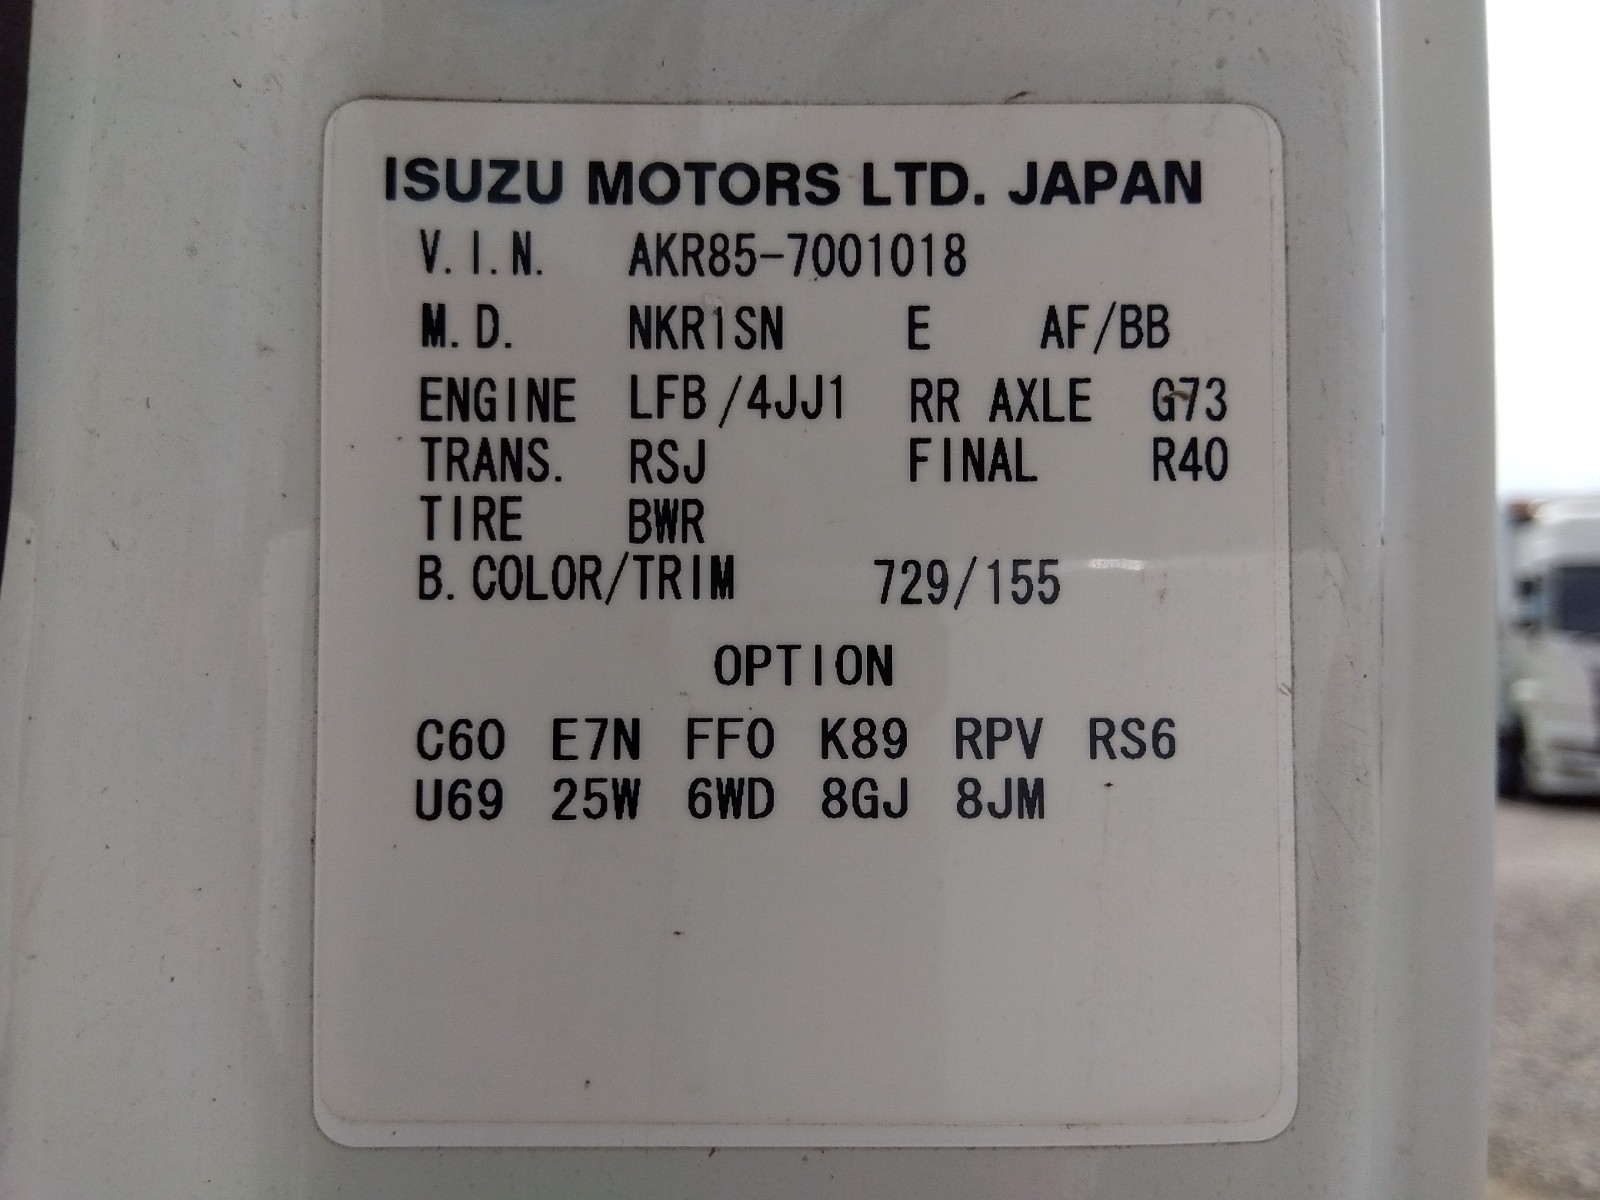 ISUZU MOTORS LTD. JAPAN
V.I.N. AKR85-7001018
M.D. NKR1SN E AF/BB
ENGINE LFB/4JJ1 RR AXLE G73
TRANS. RSJ FINAL R40
TIRE BWR
B.COLOR/TRIM 729/155
OPTION
C60 E7N FF0 K89 RPV RS6
U69 25W 6WD 8GJ 8JM